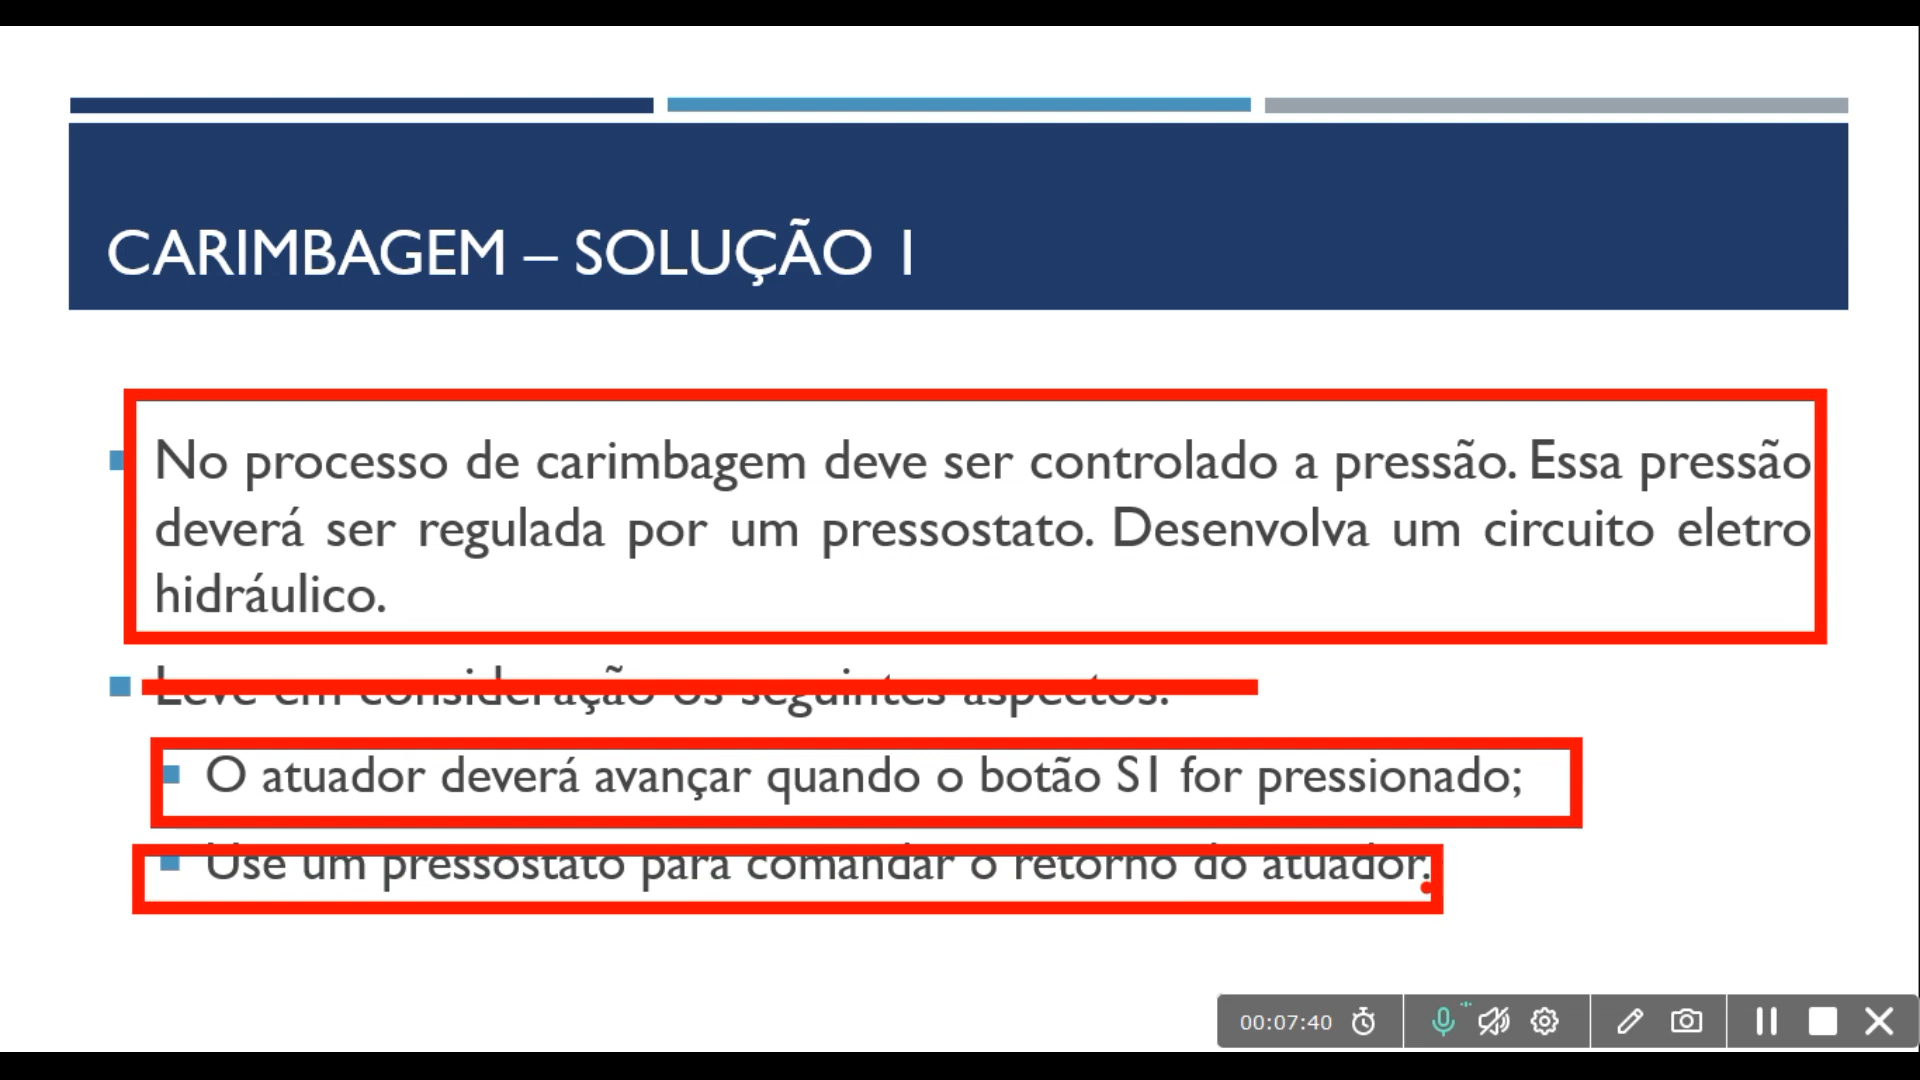 CARIMBAGEM – SOLUÇÃO 1
No processo de carimbagem deve ser controlado a pressão. Essa pressão
deverá ser regulada por um pressostato. Desenvolva um circuito eletro
hidráulico.
Leve em consideração os seguintes aspectos:
O atuador deverá avançar quando o botão S1 for pressionado;
Use um pressostato para comandar o retorno do atuador.
00:07:40